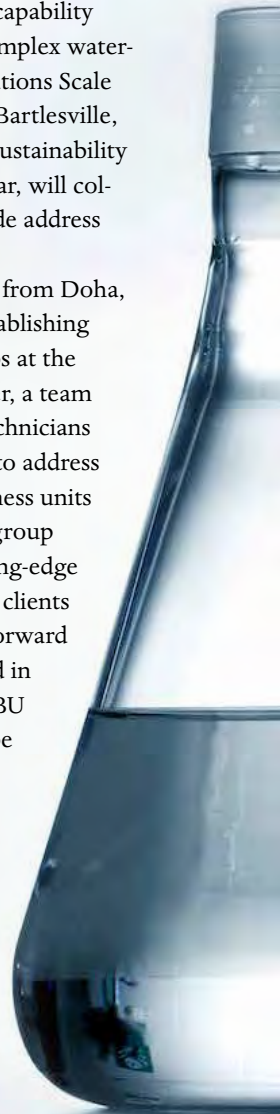 capability
mplex water-
tions Scale
Bartlesville,
ustainability
ar, will col-
de address
from Doha,
ablishing
s at the
r, a team
chnicians
to address
ness units
group
ng-edge
clients
orward
d in
BU
e